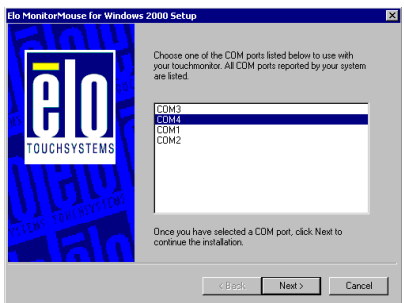 Elo MonitorMouse for Windows 2000 Setup
Choose one of the COM ports listed below to use with
your touchmonitor. All COM ports reported by your system
are listed.
elo
TOUCHSYSTEMS
COM3
COM4
COM1
COM2
Once you have selected a COM port, click Next to
continue the installation.
< Back
Next >
Cancel